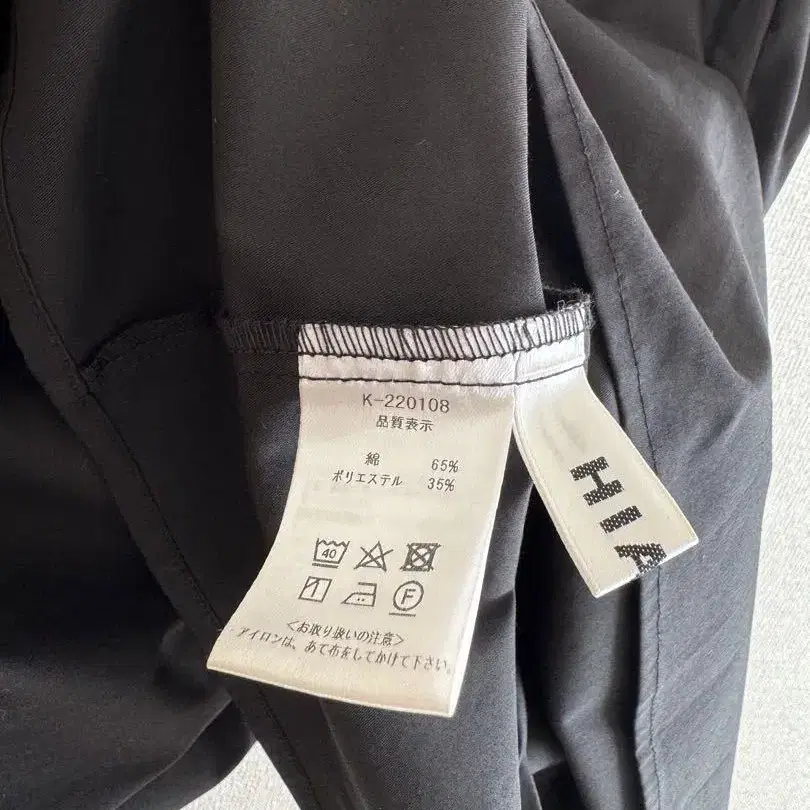 K-220108
品質表示
綿 65%
ポリエステル 35%
40
F
<お取り扱いの注意>
アイロンは、あて布をしてかけて下さい。
HIA